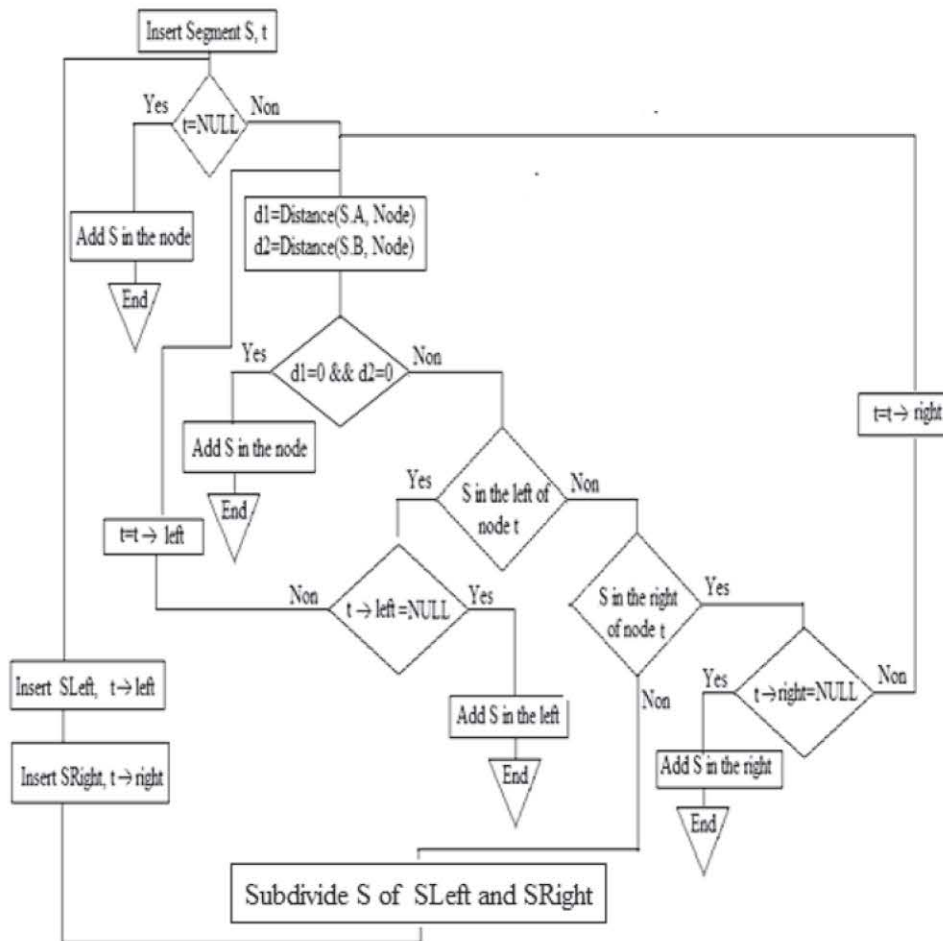 Insert Segment S, t
Yes
Non
t=NULL
Add S in the node
End
d1=Distance(S.A, Node)
d2=Distance(S.B, Node)
Yes
Non
d1=0 && d2=0
Add S in the node
End
t=t→ right
Yes
Non
S in the left of
node t
t=t→ left
Non
Yes
t→left=NULL
S in the right
of node t
Yes
Non
Insert SLeft, t→left
Add S in the left
End
Yes
Non
t→right=NULL
Insert SRight, t→right
Add S in the right
End
Subdivide S of SLeft and SRight